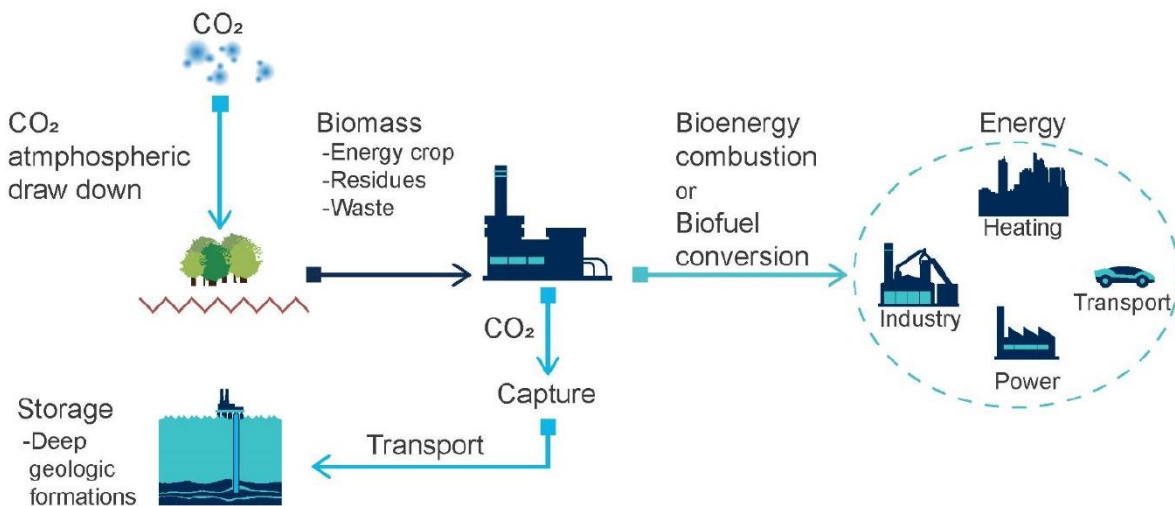 CO₂
CO₂
atmphospheric
draw down
Biomass
-Energy crop
-Residues
-Waste
Bioenergy
combustion
or
Biofuel
conversion
Energy
Heating
Industry
Transport
Power
CO₂
Capture
Transport
Storage
-Deep
geologic
formations